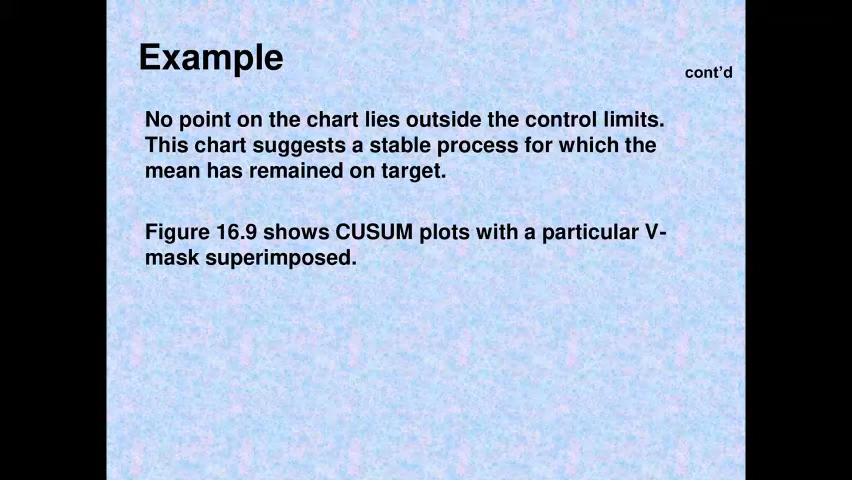 Example
cont'd
No point on the chart lies outside the control limits.
This chart suggests a stable process for which the
mean has remained on target.
Figure 16.9 shows CUSUM plots with a particular V-
mask superimposed.